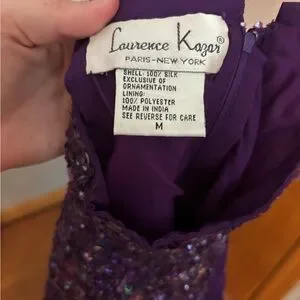 Laurence Kazar®
PARIS-NEW YORK
SHELL: 100% SILK
EXCLUSIVE OF
ORNAMENTATION
LINING:
100% POLYESTER
MADE IN INDIA
SEE REVERSE FOR CARE
M